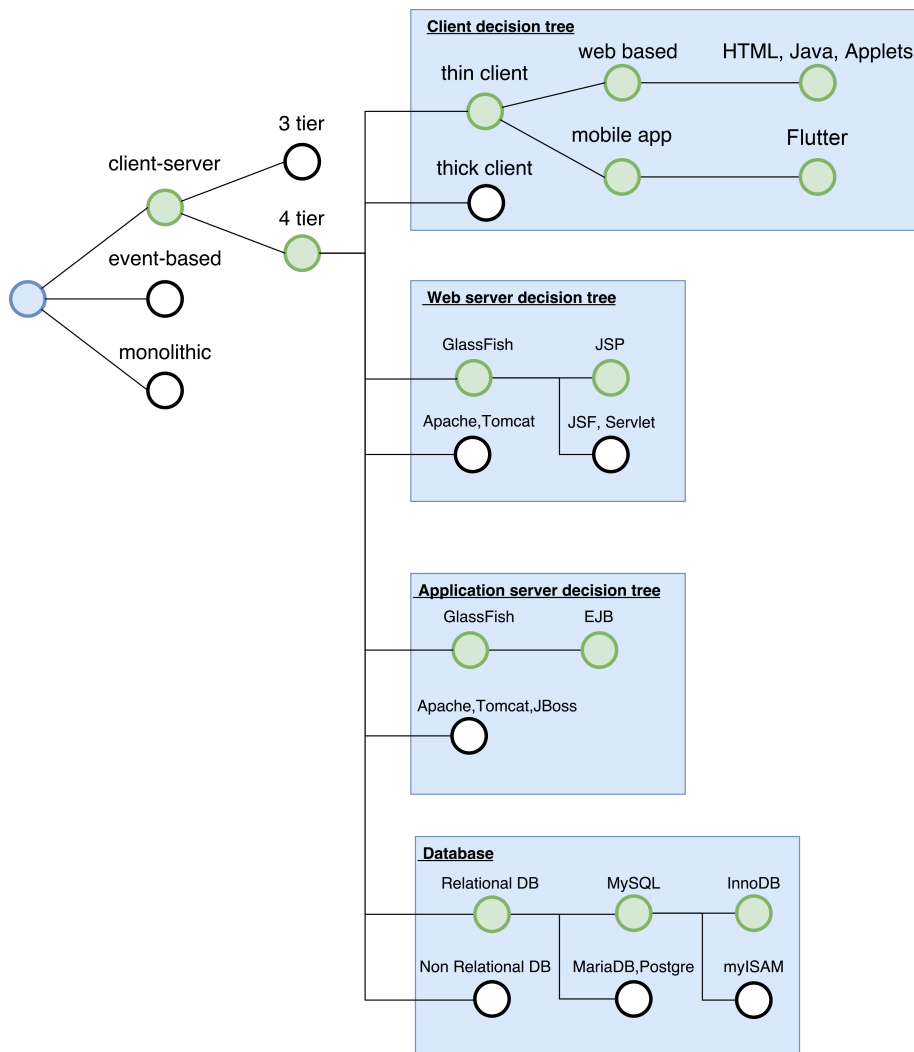 Client decision tree
web based
HTML, Java, Applets
thin client
mobile app
Flutter
thick client
3 tier
client-server
4 tier
event-based
monolithic
Web server decision tree
GlassFish
JSP
Apache,Tomcat
JSF, Servlet
Application server decision tree
GlassFish
EJB
Apache,Tomcat,JBoss
Database
Relational DB
MySQL
InnoDB
Non Relational DB
MariaDB,Postgre
myISAM